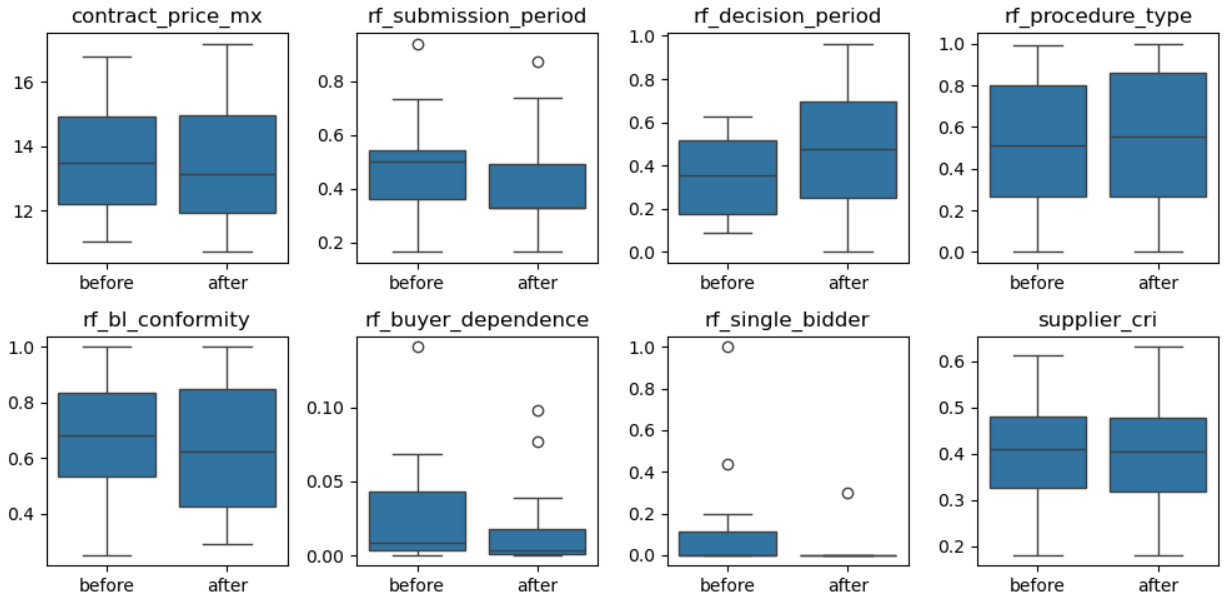 contract_price_mx
16
14
12
before after
rf_submission_period
0.8
0.6
0.4
0.2
before after
rf_decision_period
1.0
0.8
0.6
0.4
0.2
0.0
before after
rf_procedure_type
1.0
0.8
0.6
0.4
0.2
0.0
before after
rf_bl_conformity
1.0
0.8
0.6
0.4
before after
rf_buyer_dependence
0.10
0.05
0.00
before after
rf_single_bidder
1.0
0.8
0.6
0.4
0.2
0.0
before after
supplier_cri
0.6
0.5
0.4
0.3
0.2
before after